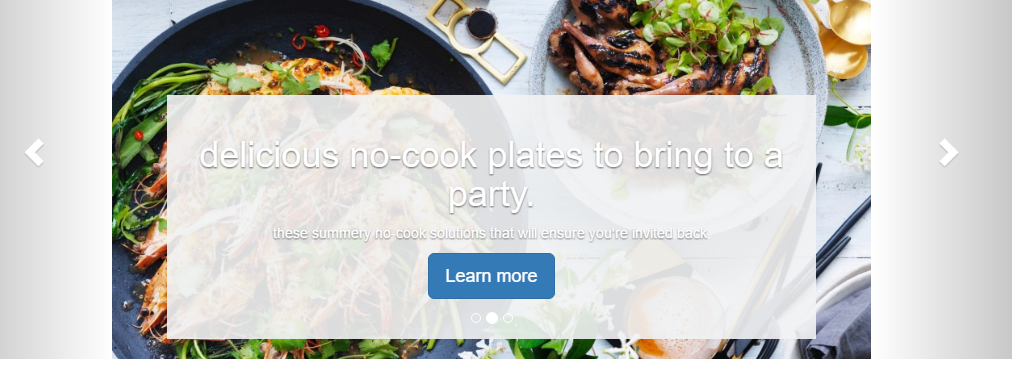 delicious no-cook plates to bring to a
party.
these summery no-cook solutions that will ensure you're invited back.
Learn more